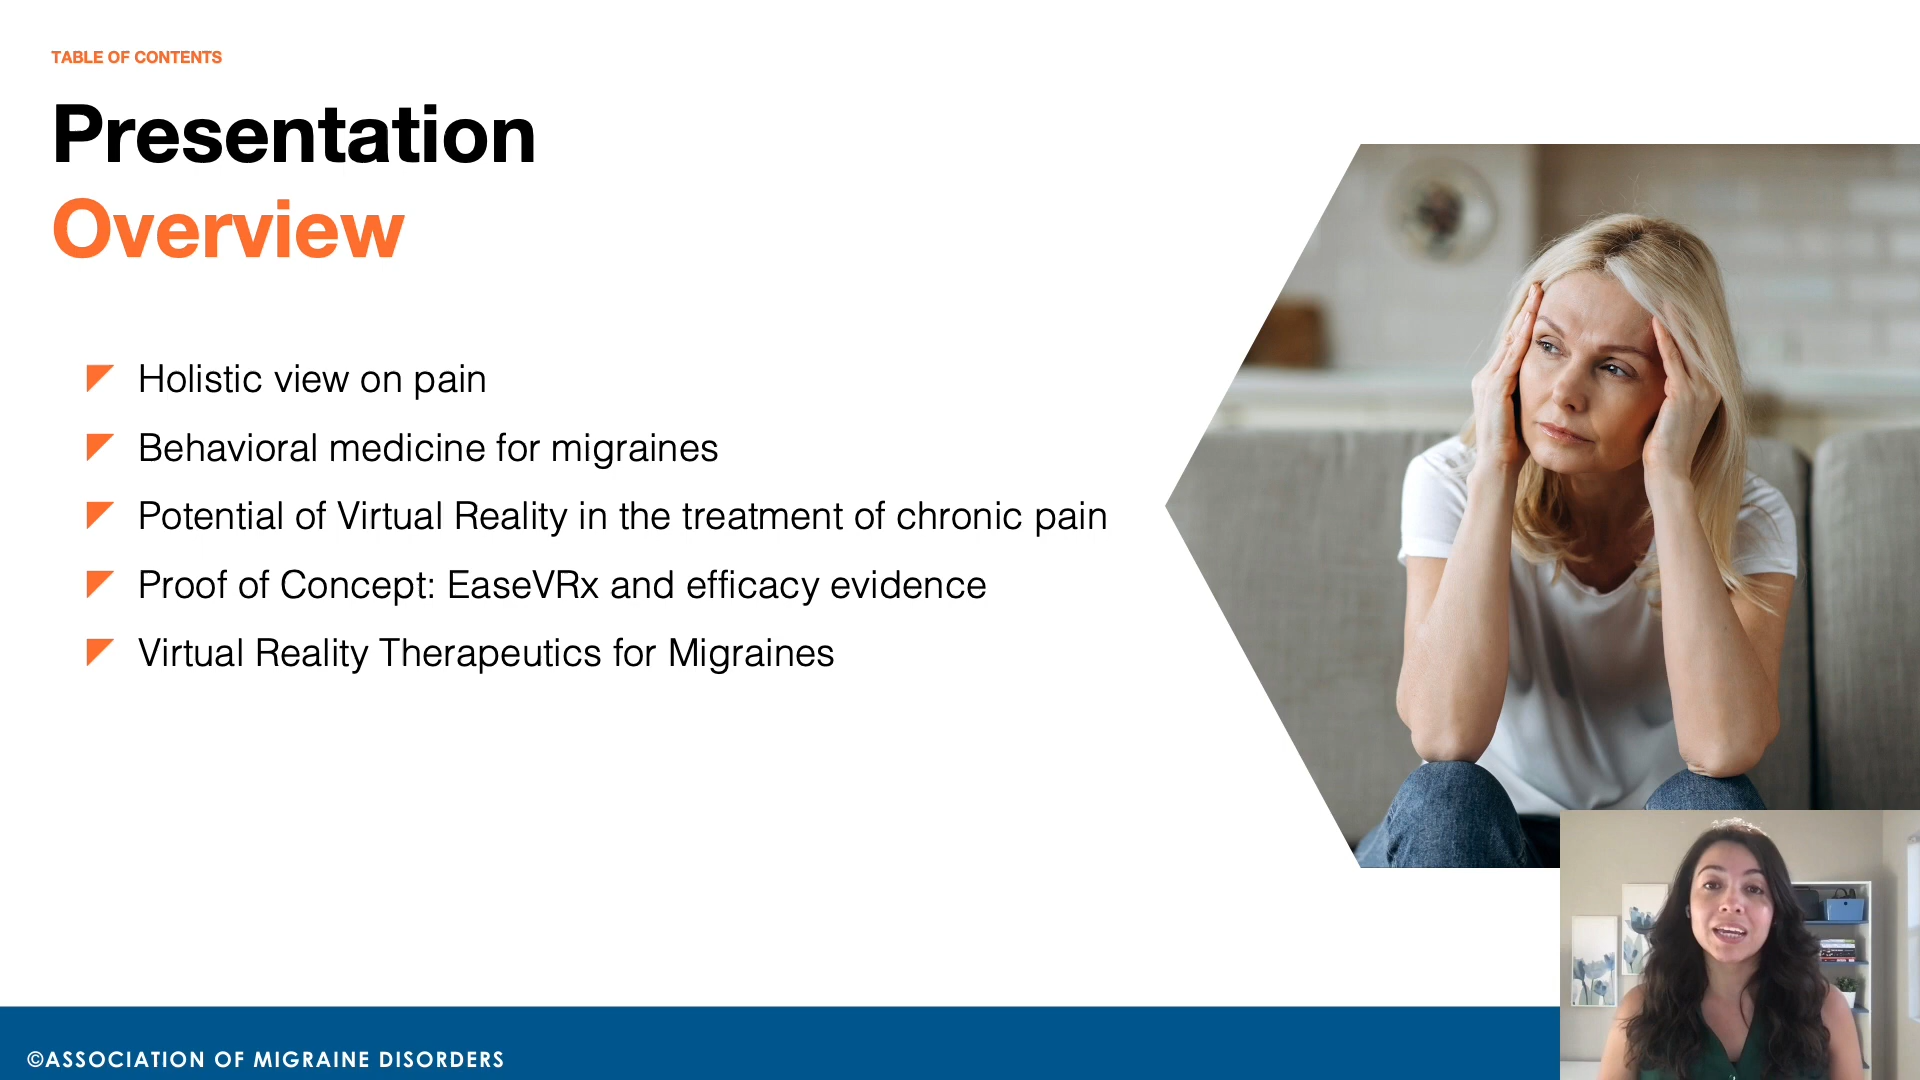 TABLE OF CONTENTS
Presentation
Overview
Holistic view on pain
Behavioral medicine for migraines
Potential of Virtual Reality in the treatment of chronic pain
Proof of Concept: EaseVRx and efficacy evidence
Virtual Reality Therapeutics for Migraines
©ASSOCIATION OF MIGRAINE DISORDERS